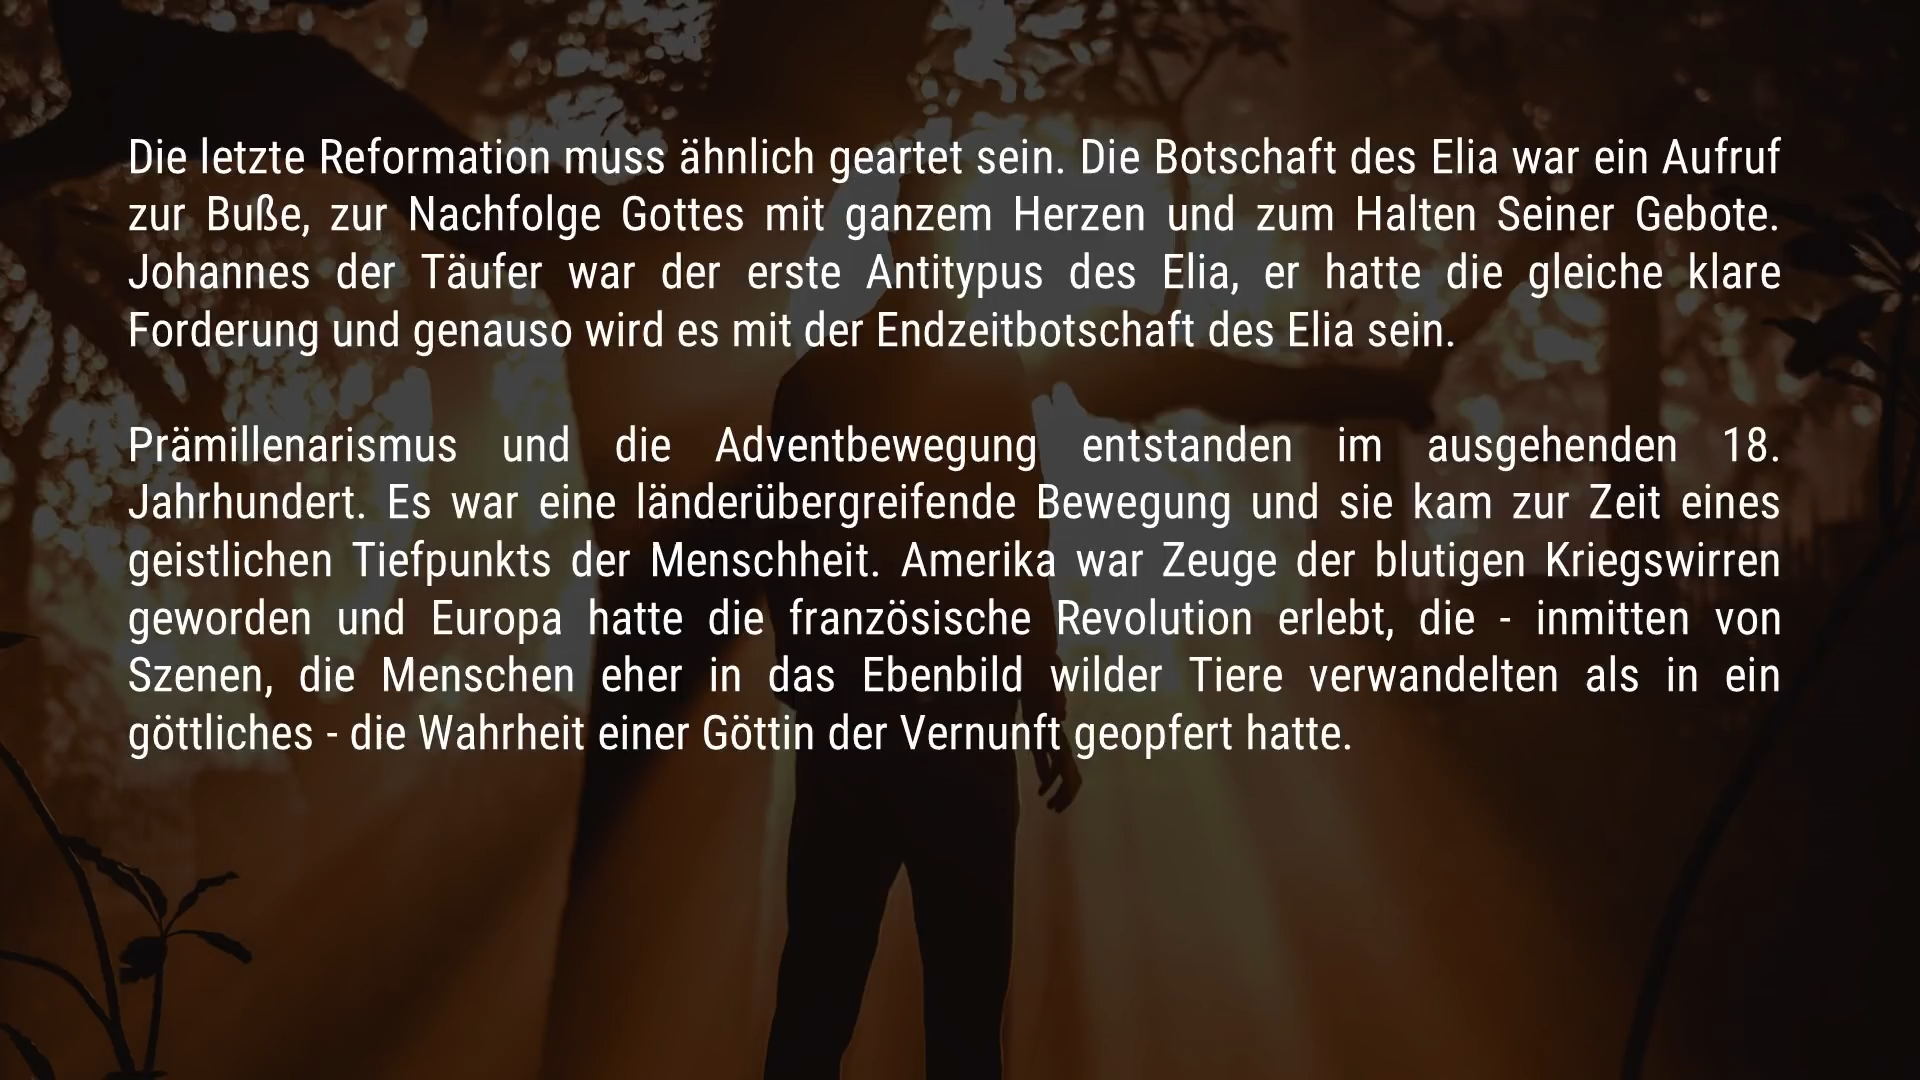 Die letzte Reformation muss ähnlich geartet sein. Die Botschaft des Elia war ein Aufruf
zur Buße, zur Nachfolge Gottes mit ganzem Herzen und zum Halten Seiner Gebote.
Johannes der Täufer war der erste Antitypus des Elia, er hatte die gleiche klare
Forderung und genauso wird es mit der Endzeitbotschaft des Elia sein.
Prämillenarismus und die Adventbewegung entstanden im ausgehenden 18.
Jahrhundert. Es war eine länderübergreifende Bewegung und sie kam zur Zeit eines
geistlichen Tiefpunkts der Menschheit. Amerika war Zeuge der blutigen Kriegswirren
geworden und Europa hatte die französische Revolution erlebt, die - inmitten von
Szenen, die Menschen eher in das Ebenbild wilder Tiere verwandelten als in ein
göttliches - die Wahrheit einer Göttin der Vernunft geopfert hatte.